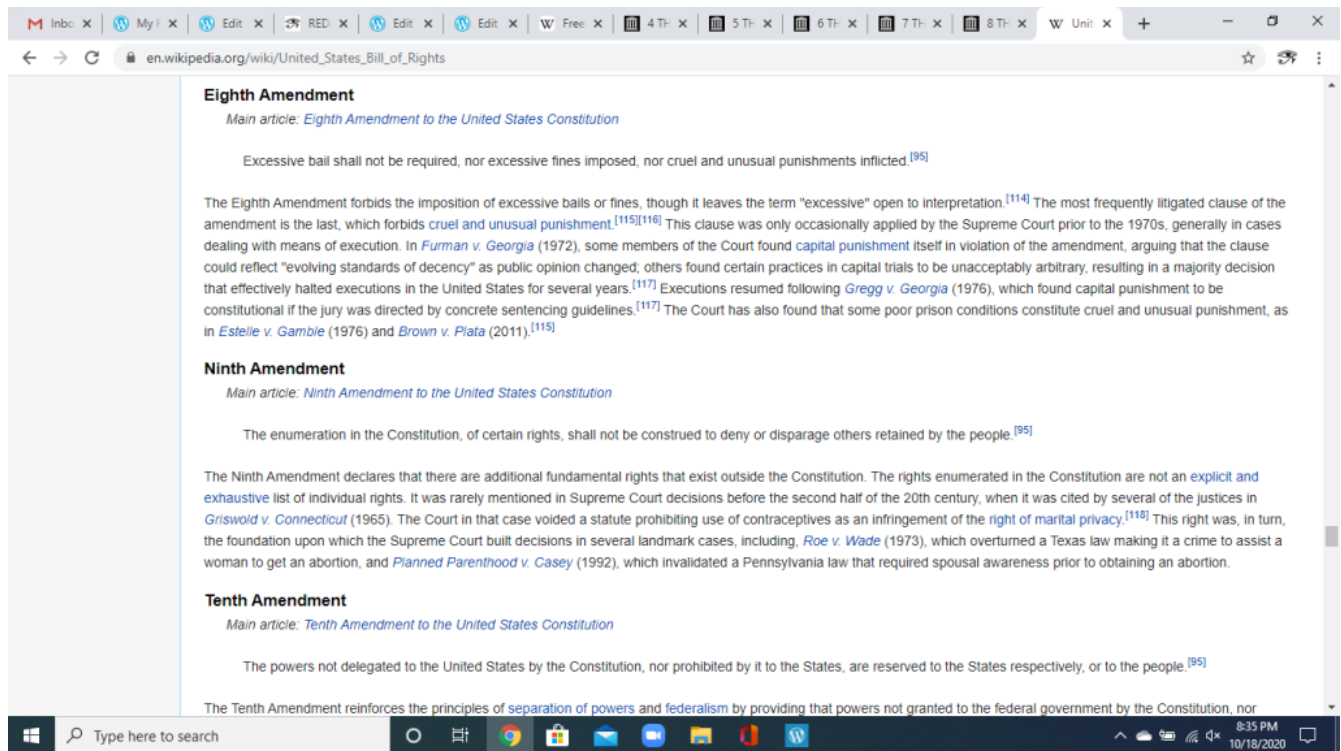 Inbo
My H
Edit
RED
Edit
Edit
Free
4 TH
5 TH
6 TH
7 TH
8 TH
Unit
en.wikipedia.org/wiki/United_States_Bill_of_Rights
Eighth Amendment
Main article: Eighth Amendment to the United States Constitution
Excessive bail shall not be required, nor excessive fines imposed, nor cruel and unusual punishments inflicted.[95]
The Eighth Amendment forbids the imposition of excessive bails or fines, though it leaves the term "excessive" open to interpretation.[114] The most frequently litigated clause of the
amendment is the last, which forbids cruel and unusual punishment.[115][116] This clause was only occasionally applied by the Supreme Court prior to the 1970s, generally in cases
dealing with means of execution. In Furman v. Georgia (1972), some members of the Court found capital punishment itself in violation of the amendment, arguing that the clause
could reflect "evolving standards of decency" as public opinion changed; others found certain practices in capital trials to be unacceptably arbitrary, resulting in a majority decision
that effectively halted executions in the United States for several years.[117] Executions resumed following Gregg v. Georgia (1976), which found capital punishment to be
constitutional if the jury was directed by concrete sentencing guidelines.[117] The Court has also found that some poor prison conditions constitute cruel and unusual punishment, as
in Estelle v. Gamble (1976) and Brown v. Plata (2011).[115]
Ninth Amendment
Main article: Ninth Amendment to the United States Constitution
The enumeration in the Constitution, of certain rights, shall not be construed to deny or disparage others retained by the people.[95]
The Ninth Amendment declares that there are additional fundamental rights that exist outside the Constitution. The rights enumerated in the Constitution are not an explicit and
exhaustive list of individual rights. It was rarely mentioned in Supreme Court decisions before the second half of the 20th century, when it was cited by several of the justices in
Griswold v. Connecticut (1965). The Court in that case voided a statute prohibiting use of contraceptives as an infringement of the right of marital privacy.[118] This right was, in turn,
the foundation upon which the Supreme Court built decisions in several landmark cases, including, Roe v. Wade (1973), which overturned a Texas law making it a crime to assist a
woman to get an abortion, and Planned Parenthood v. Casey (1992), which invalidated a Pennsylvania law that required spousal awareness prior to obtaining an abortion.
Tenth Amendment
Main article: Tenth Amendment to the United States Constitution
The powers not delegated to the United States by the Constitution, nor prohibited by it to the States, are reserved to the States respectively, or to the people.[95]
The Tenth Amendment reinforces the principles of separation of powers and federalism by providing that powers not granted to the federal government by the Constitution, nor
Type here to search
8:35 PM
10/18/2020